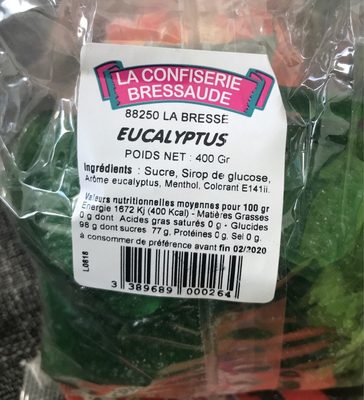 LA CONFISERIE
BRESSAUDE
88250 LA BRESSE
EUCALYPTUS
POIDS NET : 400 Gr
Ingrédients : Sucre, Sirop de glucose,
Arôme eucalyptus, Menthol, Colorant E141ii.
Valeurs nutritionnelles moyennes pour 100 gr
Energie 1672 Kj (400 Kcal) - Matières Grasses
0 g dont Acides gras saturés 0 g - Glucides
98 g dont sucres 77 g, Protéines 0 g, Sel 0 g.
à consommer de préférence avant fin 02/2020
L0818
3 389689 000264